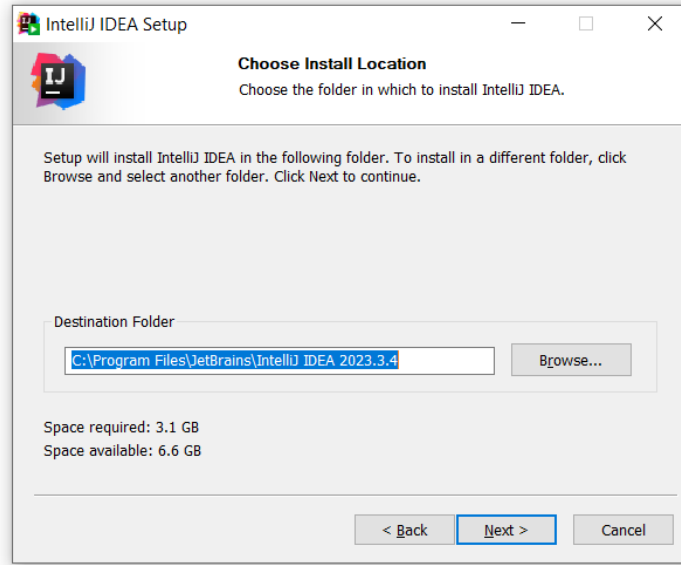 IntelliJ IDEA Setup
IJ
Choose Install Location
Choose the folder in which to install IntelliJ IDEA.
Setup will install IntelliJ IDEA in the following folder. To install in a different folder, click
Browse and select another folder. Click Next to continue.
Destination Folder
C:\Program Files\JetBrains\IntelliJ IDEA 2023.3.4
Browse...
Space required: 3.1 GB
Space available: 6.6 GB
< Back
Next >
Cancel